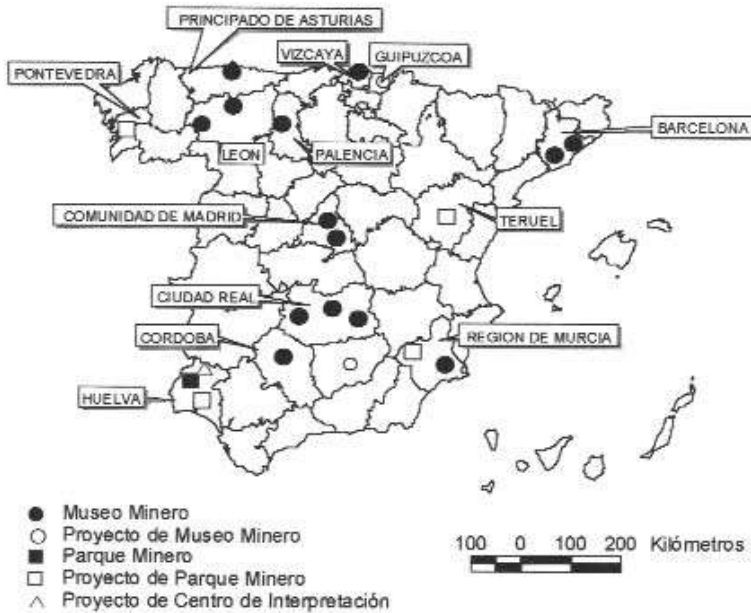 PRINCIPADO DE ASTURIAS
VIZCAYA
GUIPUZCOA
PONTEVEDRA
BARCELONA
LEON
PALENCIA
COMUNIDAD DE MADRID
TERUEL
CIUDAD REAL
CORDOBA
REGION DE MURCIA
HUELVA
Museo Minero
Proyecto de Museo Minero
Parque Minero
Proyecto de Parque Minero
Proyecto de Centro de Interpretación
100 0 100 200 Kilómetros